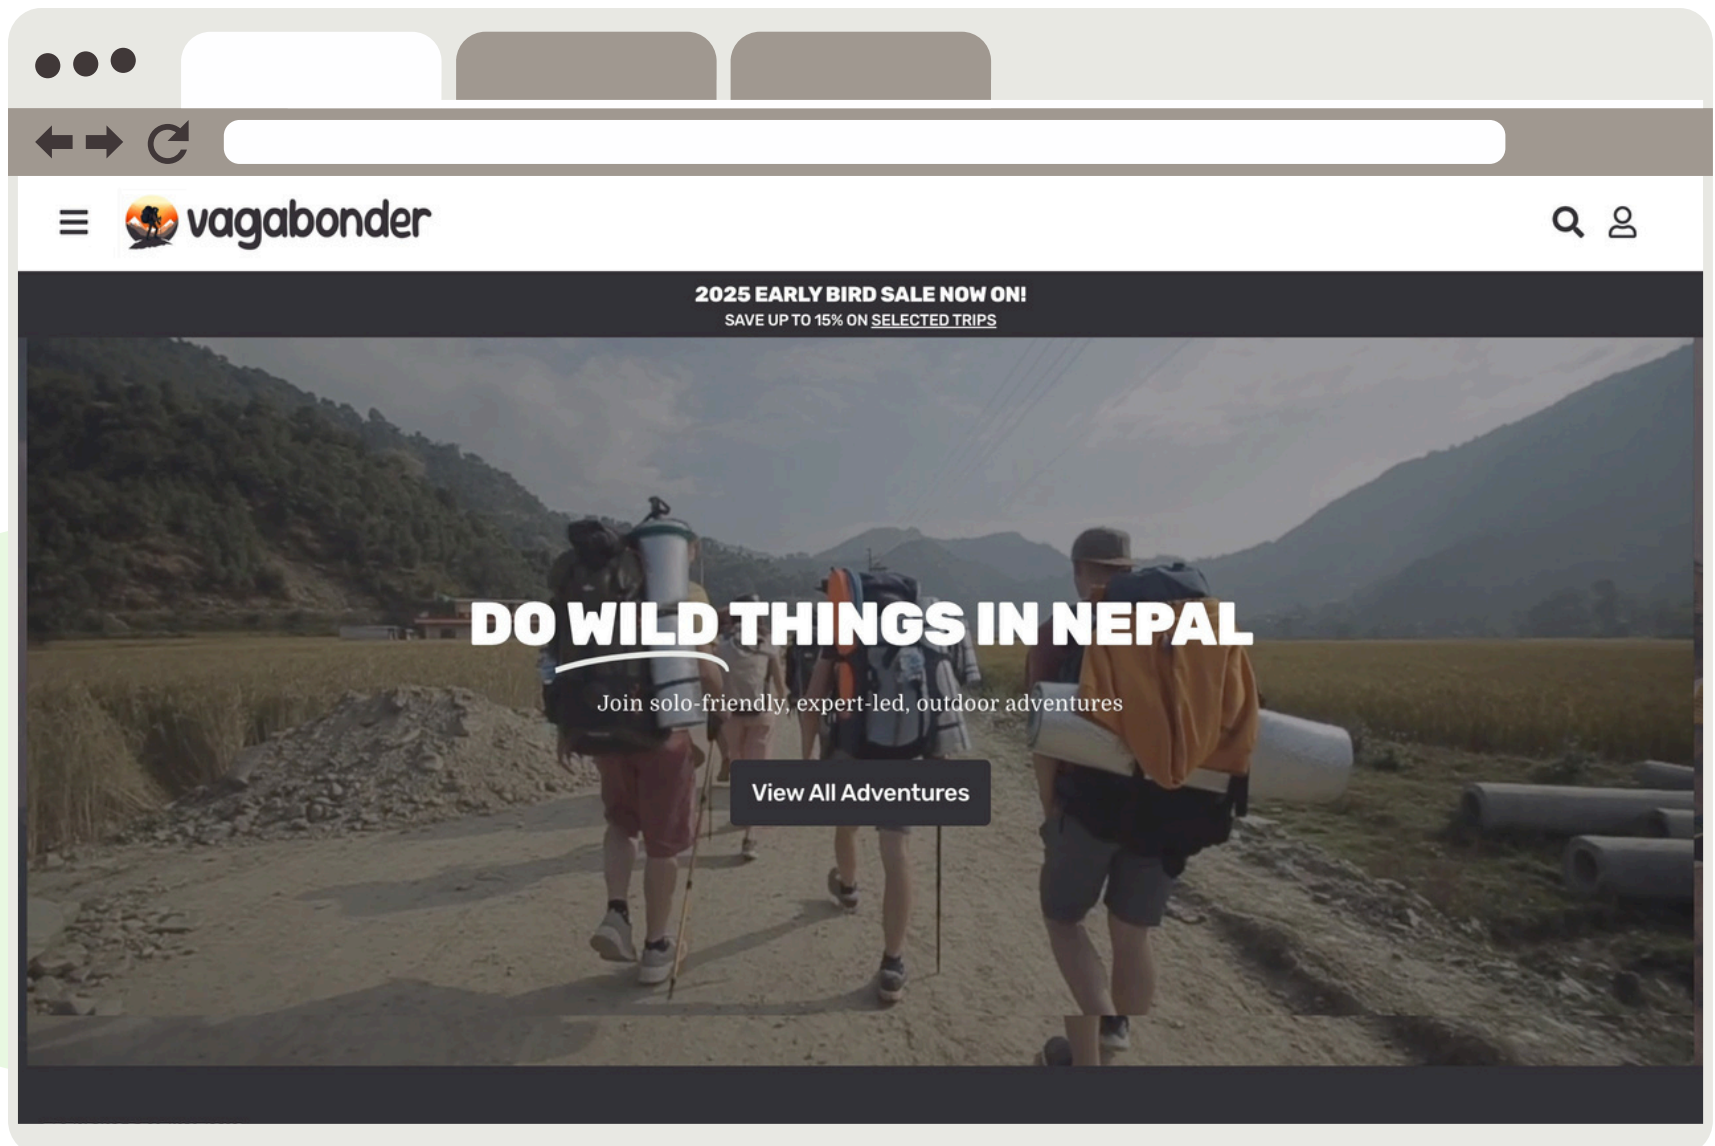 vagabonder
2025 EARLY BIRD SALE NOW ON!
SAVE UP TO 15% ON SELECTED TRIPS
DO WILD THINGS IN NEPAL
Join solo-friendly, expert-led, outdoor adventures
View All Adventures